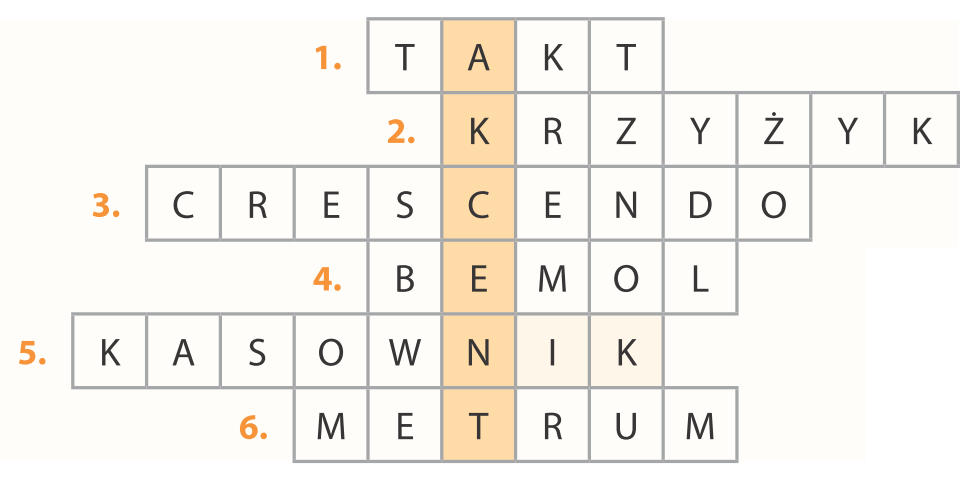 1. TAKT
2. KRZYŻYK
3. CRESCENDO
4. BEMOL
5. KASOWNIK
6. METRUM